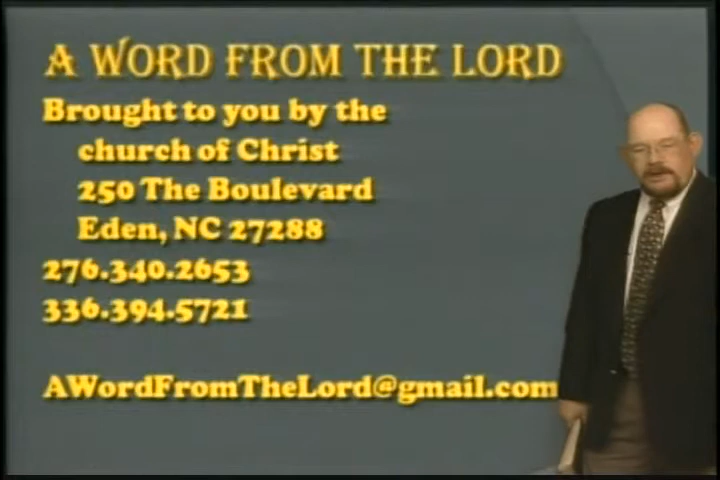 A WORD FROM THE LORD
Brought to you by the
church of Christ
250 The Boulevard
Eden, NC 27288
276.340.2653
336.394.5721
AWordFromTheLord@gmail.com